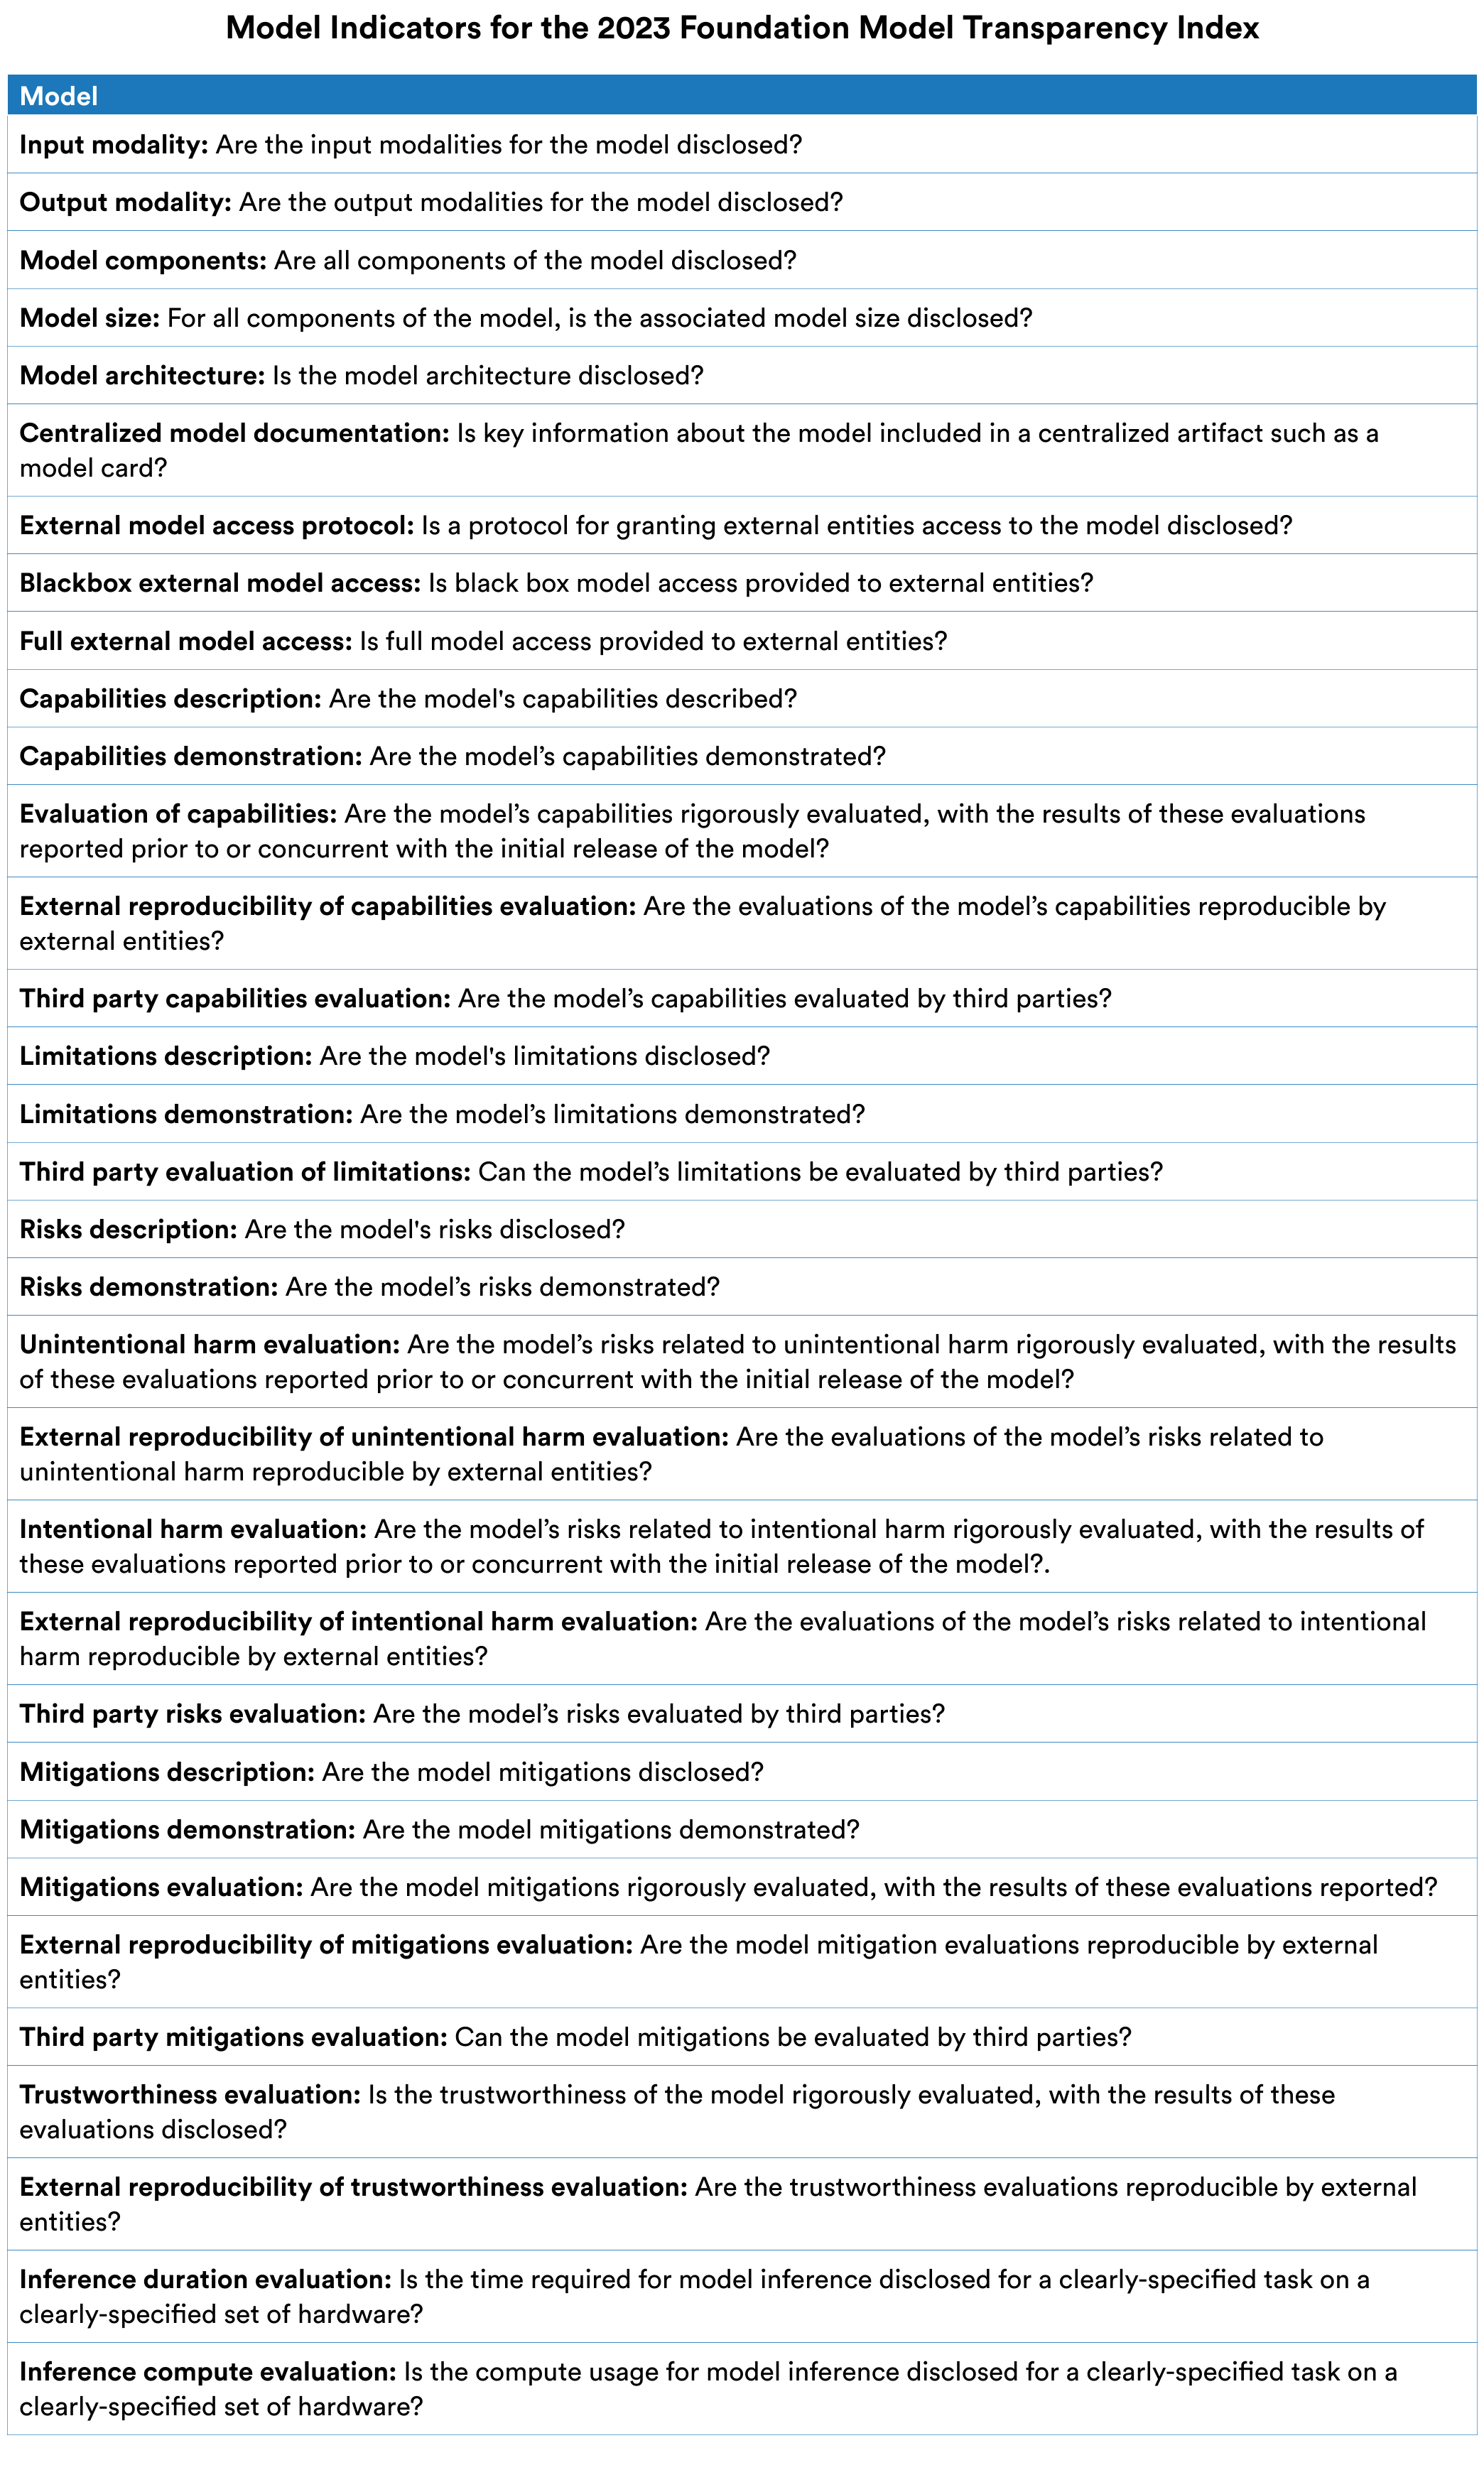 Model Indicators for the 2023 Foundation Model Transparency Index
Model
Input modality: Are the input modalities for the model disclosed?
Output modality: Are the output modalities for the model disclosed?
Model components: Are all components of the model disclosed?
Model size: For all components of the model, is the associated model size disclosed?
Model architecture: Is the model architecture disclosed?
Centralized model documentation: Is key information about the model included in a centralized artifact such as a
model card?
External model access protocol: Is a protocol for granting external entities access to the model disclosed?
Blackbox external model access: Is black box model access provided to external entities?
Full external model access: Is full model access provided to external entities?
Capabilities description: Are the model's capabilities described?
Capabilities demonstration: Are the model’s capabilities demonstrated?
Evaluation of capabilities: Are the model’s capabilities rigorously evaluated, with the results of these evaluations
reported prior to or concurrent with the initial release of the model?
External reproducibility of capabilities evaluation: Are the evaluations of the model’s capabilities reproducible by
external entities?
Third party capabilities evaluation: Are the model’s capabilities evaluated by third parties?
Limitations description: Are the model's limitations disclosed?
Limitations demonstration: Are the model’s limitations demonstrated?
Third party evaluation of limitations: Can the model’s limitations be evaluated by third parties?
Risks description: Are the model's risks disclosed?
Risks demonstration: Are the model’s risks demonstrated?
Unintentional harm evaluation: Are the model’s risks related to unintentional harm rigorously evaluated, with the results
of these evaluations reported prior to or concurrent with the initial release of the model?
External reproducibility of unintentional harm evaluation: Are the evaluations of the model’s risks related to
unintentional harm reproducible by external entities?
Intentional harm evaluation: Are the model’s risks related to intentional harm rigorously evaluated, with the results of
these evaluations reported prior to or concurrent with the initial release of the model?.
External reproducibility of intentional harm evaluation: Are the evaluations of the model’s risks related to intentional
harm reproducible by external entities?
Third party risks evaluation: Are the model’s risks evaluated by third parties?
Mitigations description: Are the model mitigations disclosed?
Mitigations demonstration: Are the model mitigations demonstrated?
Mitigations evaluation: Are the model mitigations rigorously evaluated, with the results of these evaluations reported?
External reproducibility of mitigations evaluation: Are the model mitigation evaluations reproducible by external
entities?
Third party mitigations evaluation: Can the model mitigations be evaluated by third parties?
Trustworthiness evaluation: Is the trustworthiness of the model rigorously evaluated, with the results of these
evaluations disclosed?
External reproducibility of trustworthiness evaluation: Are the trustworthiness evaluations reproducible by external
entities?
Inference duration evaluation: Is the time required for model inference disclosed for a clearly-specified task on a
clearly-specified set of hardware?
Inference compute evaluation: Is the compute usage for model inference disclosed for a clearly-specified task on a
clearly-specified set of hardware?